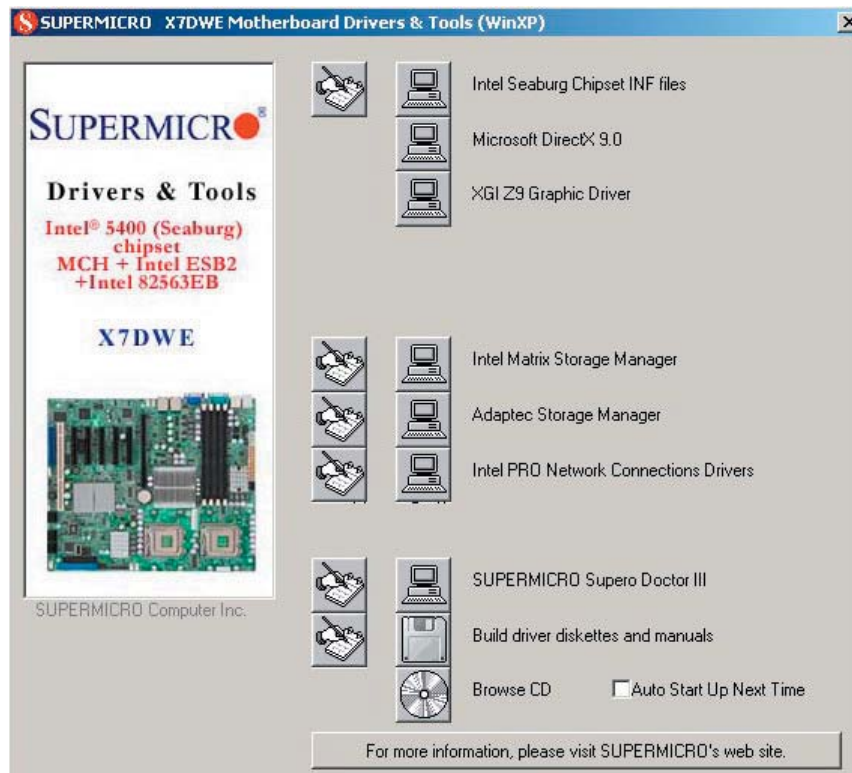 SUPERMICRO X7DWE Motherboard Drivers & Tools (WinXP)
SUPERMICRO®
Drivers & Tools
Intel® 5400 (Seaburg)
chipset
MCH + Intel ESB2
+Intel 82563EB
X7DWE
SUPERMICRO Computer Inc.
Intel Seaburg Chipset INF files
Microsoft DirectX 9.0
XGI Z9 Graphic Driver
Intel Matrix Storage Manager
Adaptec Storage Manager
Intel PRO Network Connections Drivers
SUPERMICRO Supero Doctor III
Build driver diskettes and manuals
Browse CD
Auto Start Up Next Time
For more information, please visit SUPERMICRO's web site.